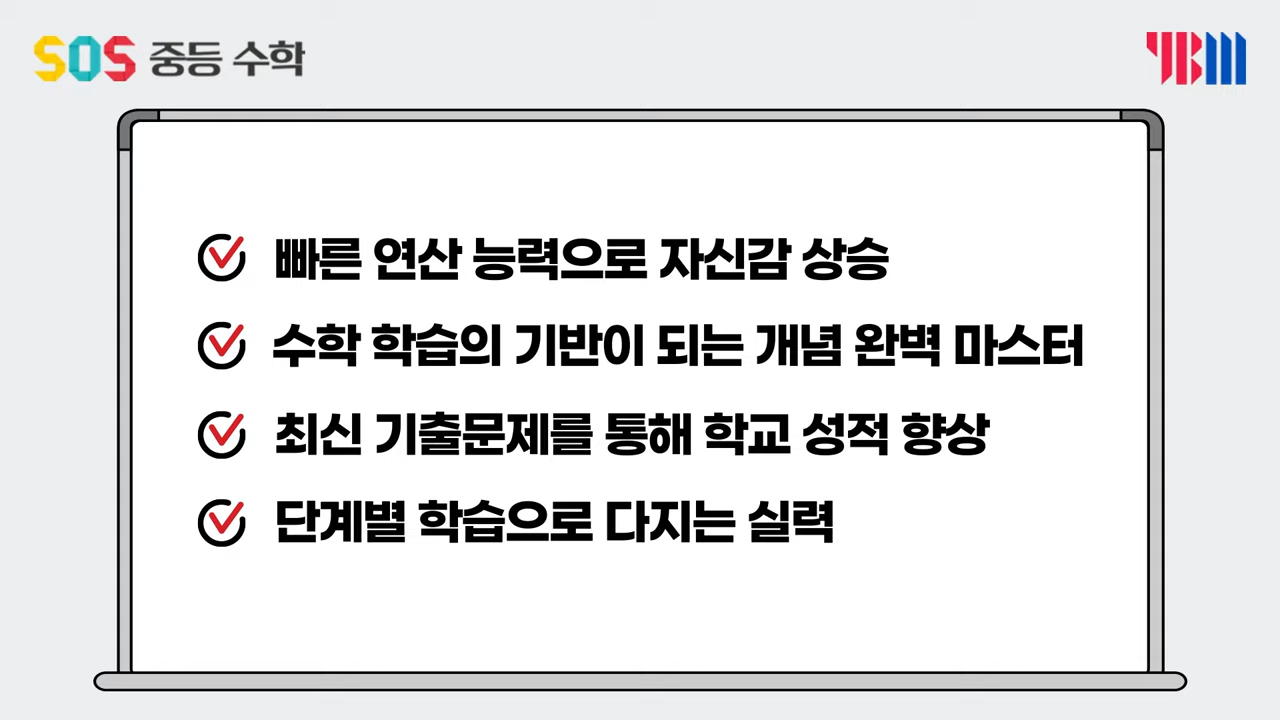 SOS 중등 수학
YBM
빠른 연산 능력으로 자신감 상승
수학 학습의 기반이 되는 개념 완벽 마스터
최신 기출문제를 통해 학교 성적 향상
단계별 학습으로 다지는 실력